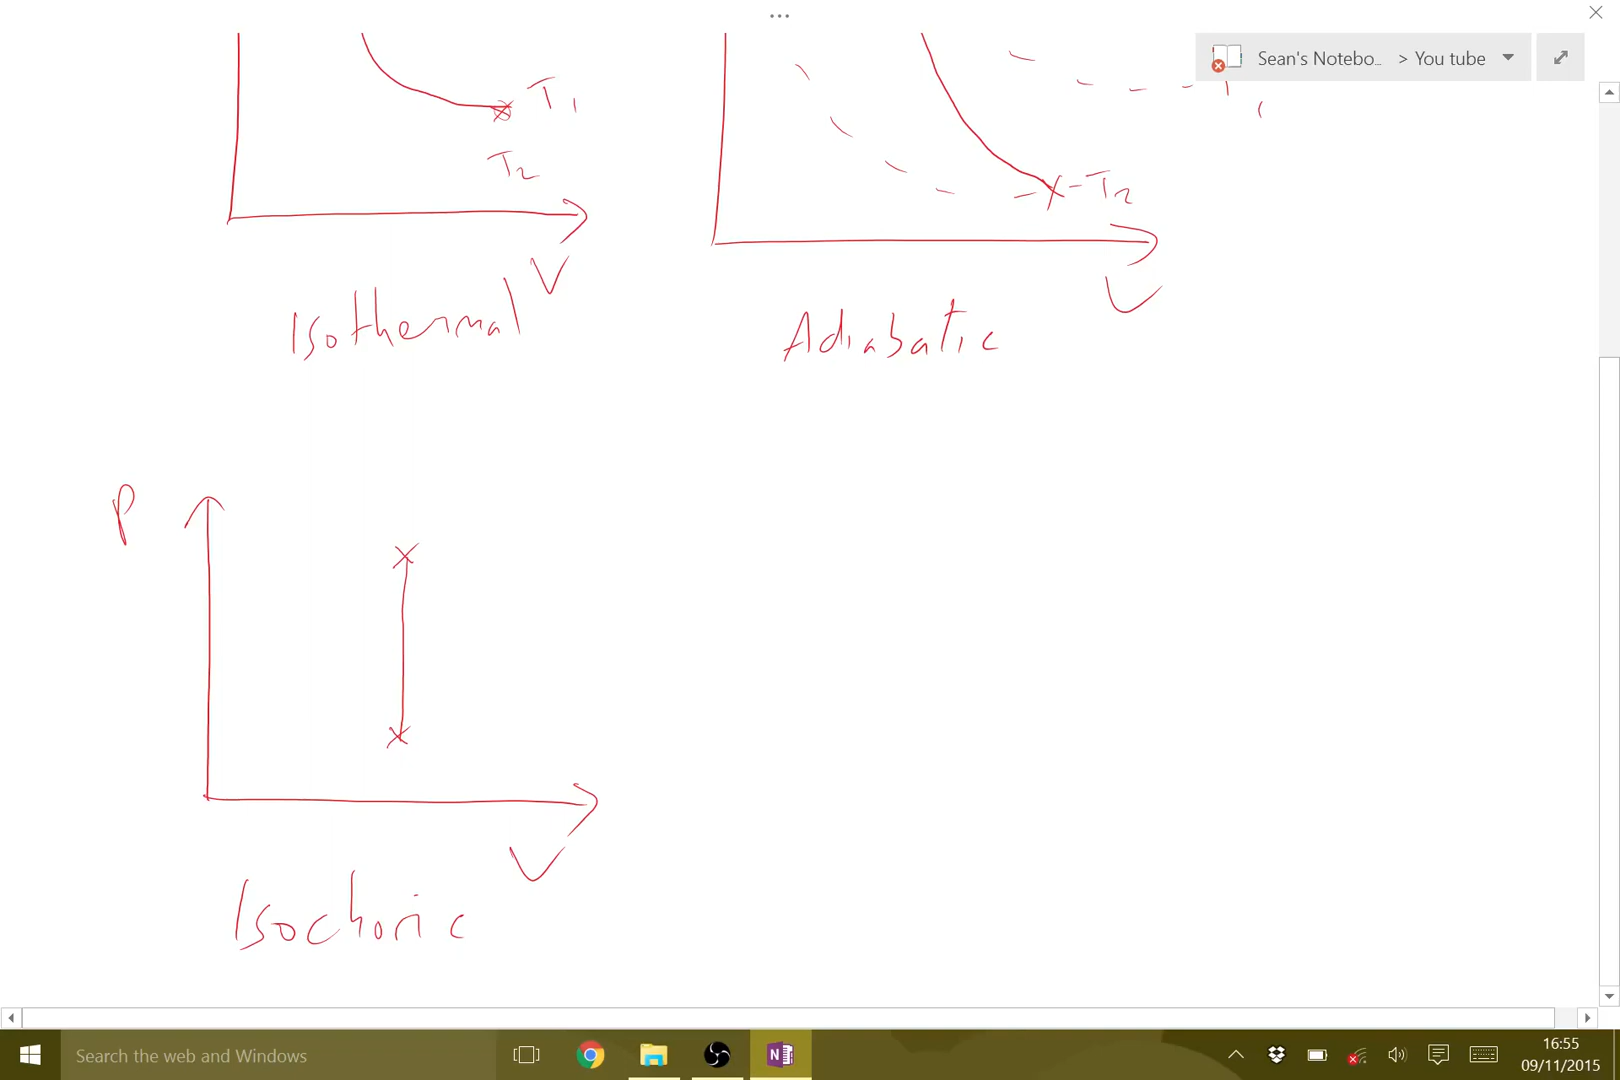 Sean's Notebo... > You tube
T1
T2
V
Isothermal
T1
T2
V
Adiabatic
P
V
Isochoric
Search the web and Windows
16:55
09/11/2015